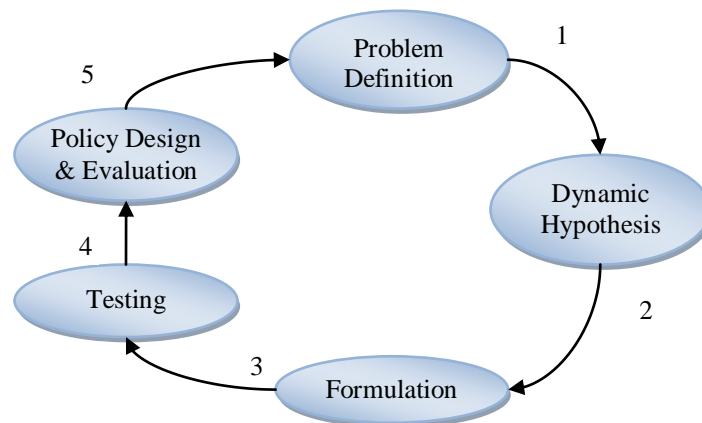 Problem
Definition
1
Dynamic
Hypothesis
2
Formulation
3
Testing
4
Policy Design
& Evaluation
5